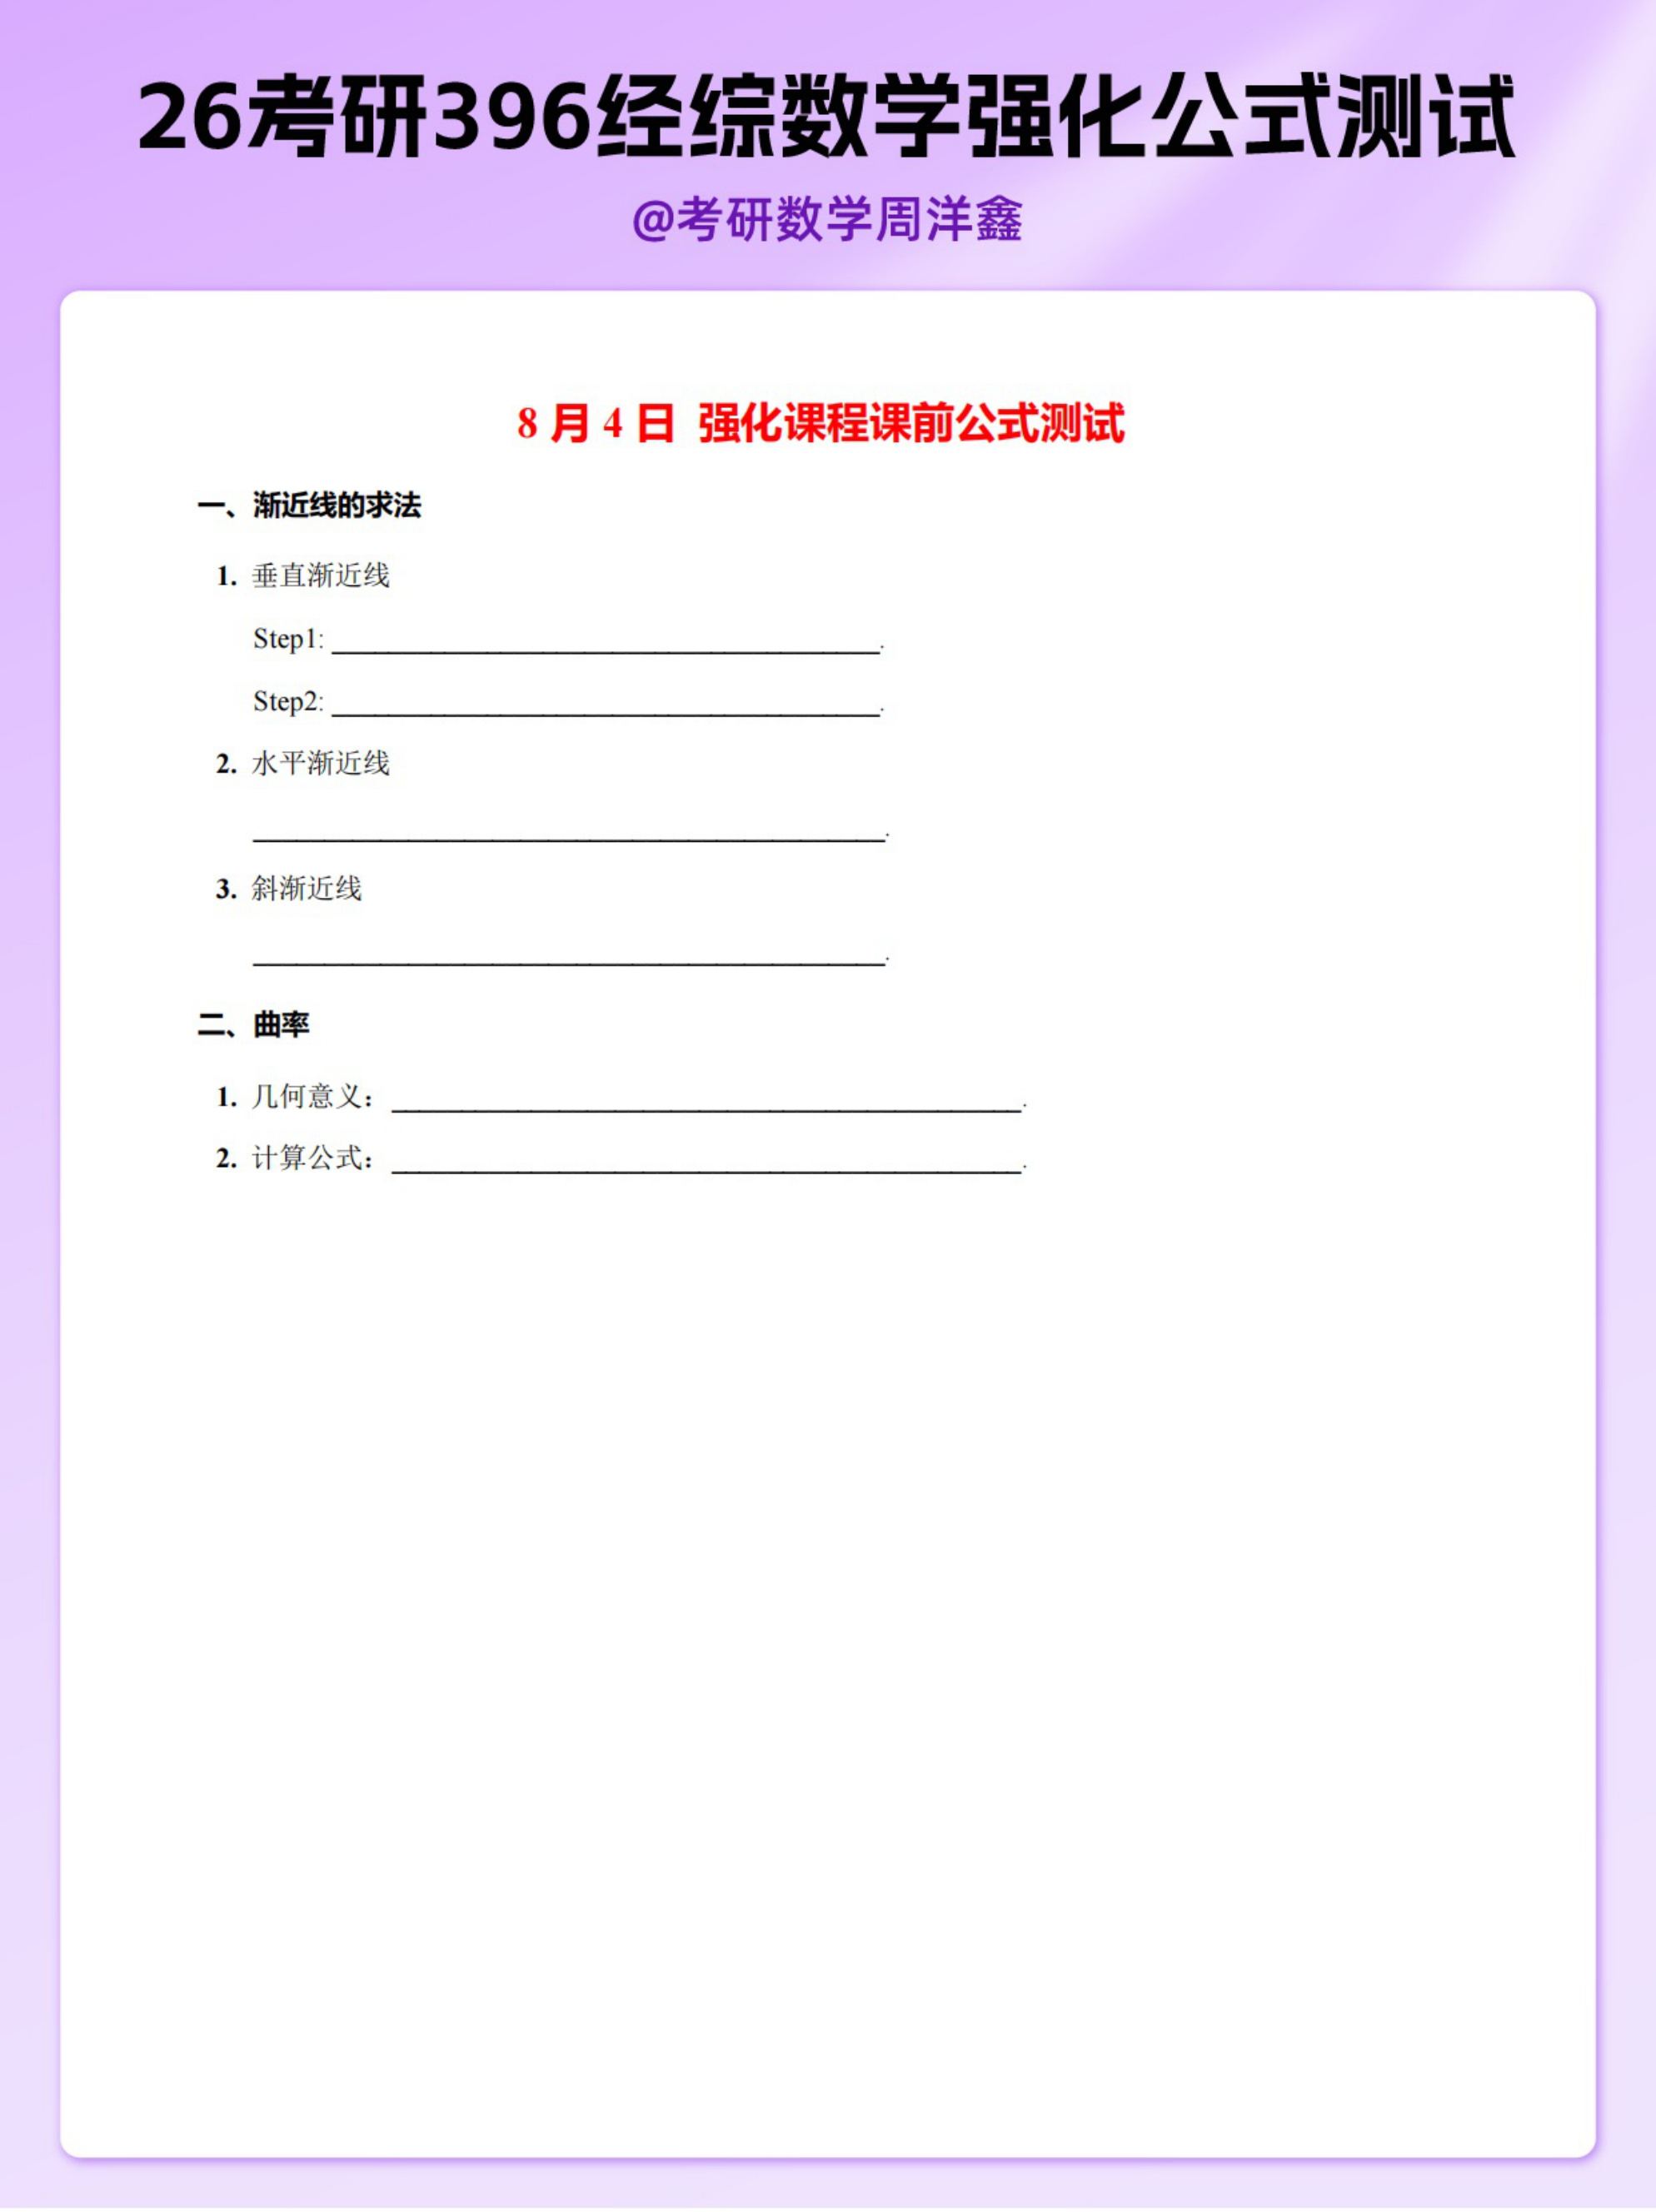 26考研396经综数学强化公式测试
@考研数学周洋鑫
8 月 4 日 强化课程课前公式测试
一、渐近线的求法
1. 垂直渐近线
Step1: ________________________________.
Step2: ________________________________.
2. 水平渐近线
________________________________.
3. 斜渐近线
________________________________.
二、曲率
1. 几何意义：________________________________.
2. 计算公式：________________________________.